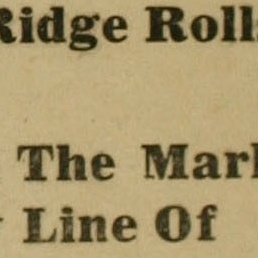 Ridge Roll
The Mar
Line Of